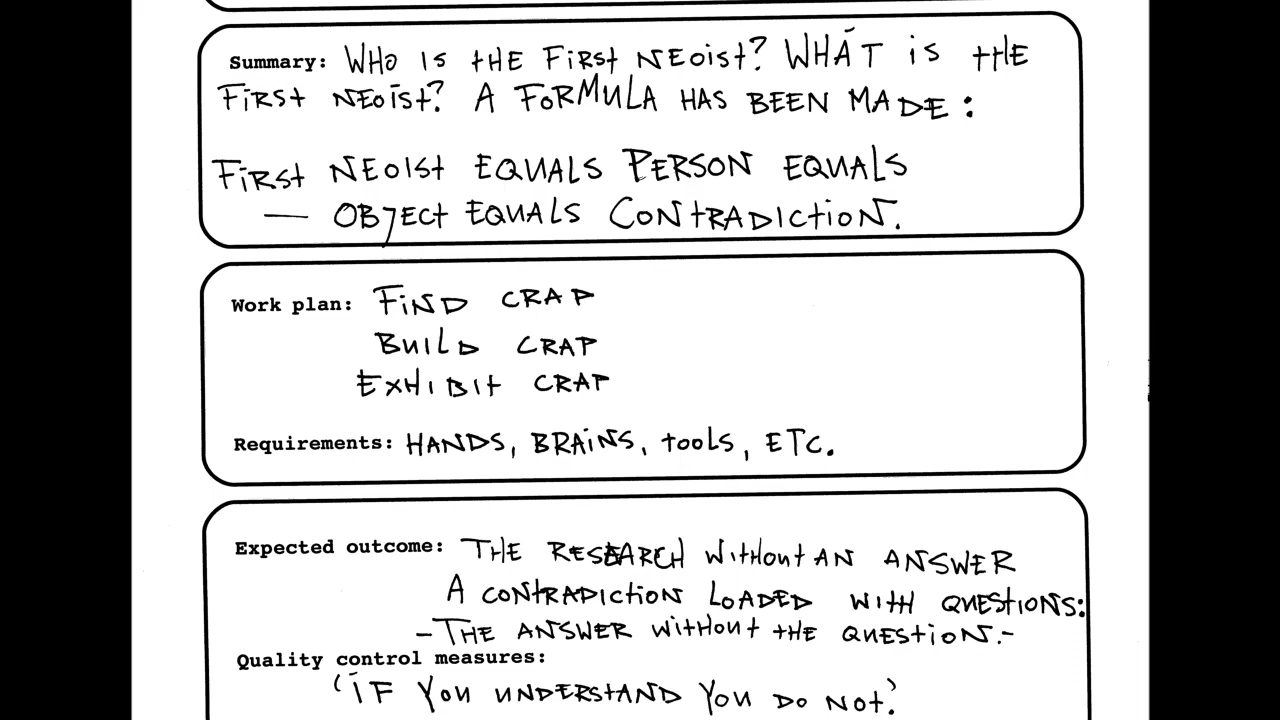 Summary: WHO IS tHE FiRSt NEOist? WHAT iS tHE
FIRST NEOIST? A FORMULA HAS BEEN MADE:
FIRST NEOIST EQUALS PERSON EQUALS
— OBJECT EQUALS CONTRADICTION.
Work plan: FIND CRAP
BUILD CRAP
EXHIBIT CRAP
Requirements: HANDS, BRAINS, tools, ETC.
Expected outcome: THE RESEARCH WITHOUT AN ANSWER
A CONTRADICTION LOADED WITH QUESTIONS:
- THE ANSWER WITHOUT THE QUESTION.-
Quality control measures:
'IF YOU UNDERSTAND YOU DO NOT.'